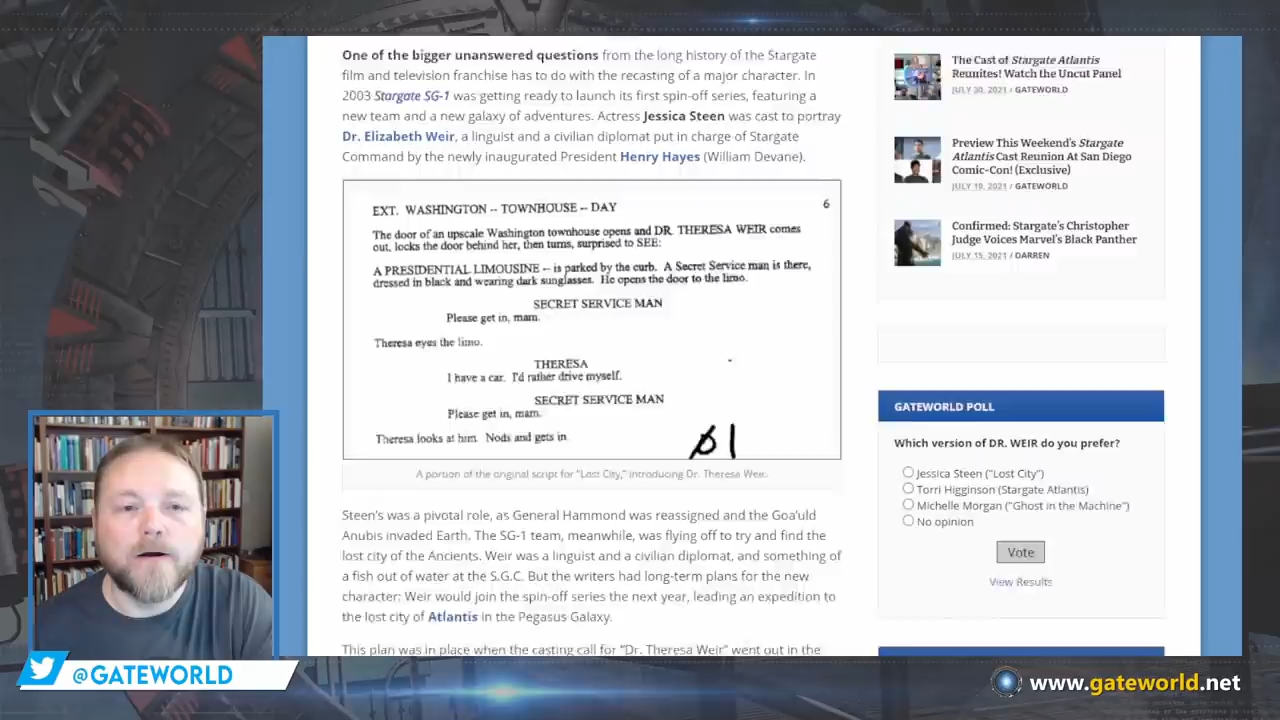 One of the bigger unanswered questions from the long history of the Stargate
film and television franchise has to do with the recasting of a major character. In
2003 Stargate SG-1 was getting ready to launch its first spin-off series, featuring a
new team and a new galaxy of adventures. Actress Jessica Steen was cast to portray
Dr. Elizabeth Weir, a linguist and a civilian diplomat put in charge of Stargate
Command by the newly inaugurated President Henry Hayes (William Devane).
6
EXT. WASHINGTON -- TOWNHOUSE -- DAY
The door of an upscale Washington townhouse opens and DR. THERESA WEIR comes
out, locks the door behind her, then turns, surprised to SEE:
A PRESIDENTIAL LIMOUSINE -- is parked by the curb. A Secret Service man is there,
dressed in black and wearing dark sunglasses. He opens the door to the limo.
SECRET SERVICE MAN
Please get in, mam.
Theresa eyes the limo.
THERESA
I have a car. I'd rather drive myself.
SECRET SERVICE MAN
Please get in, mam.
Theresa looks at him. Nods and gets in.
A portion of the original script for "Lost City," introducing Dr. Therese Weir.
Steen's was a pivotal role, as General Hammond was reassigned and the Goa'uld
Anubis invaded Earth. The SG-1 team, meanwhile, was flying off to try and find the
lost city of the Ancients. Weir was a linguist and a civilian diplomat, and something of
a fish out of water at the S.G.C. But the writers had long-term plans for the new
character: Weir would join the spin-off series the next year, leading an expedition to
the lost city of Atlantis in the Pegasus Galaxy.
This plan was in place when the casting call for "Dr. Theresa Weir" went out in the
The Cast of Stargate Atlantis
Reunites! Watch the Uncut Panel
JULY 30, 2021 / GATEWORLD
Preview This Weekend's Stargate
Atlantis Cast Reunion At San Diego
Comic-Con! (Exclusive)
JULY 19, 2021 / GATEWORLD
Confirmed: Stargate's Christopher
Judge Voices Marvel's Black Panther
JULY 15, 2021 / DARREN
GATEWORLD POLL
Which version of DR. WEIR do you prefer?
Jessica Steen ("Lost City")
Torri Higginson (Stargate Atlantis)
Michelle Morgan ("Ghost in the Machine")
No opinion
Vote
View Results
@GATEWORLD
www.gateworld.net